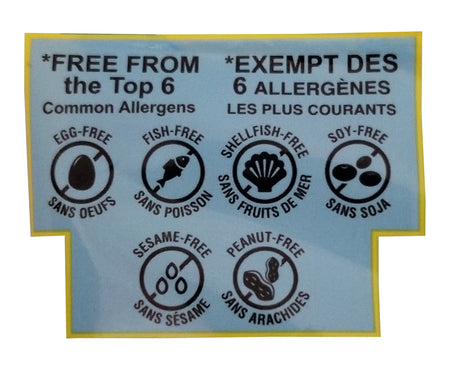 *FREE FROM
the Top 6
Common Allergens
*EXEMPT DES
6 ALLERGÈNES
LES PLUS COURANTS
EGG-FREE
SANS OEUFS
FISH-FREE
SANS POISSON
SHELLFISH-FREE
SANS FRUITS DE MER
SOY-FREE
SANS SOJA
SESAME-FREE
SANS SÉSAME
PEANUT-FREE
SANS ARACHIDES